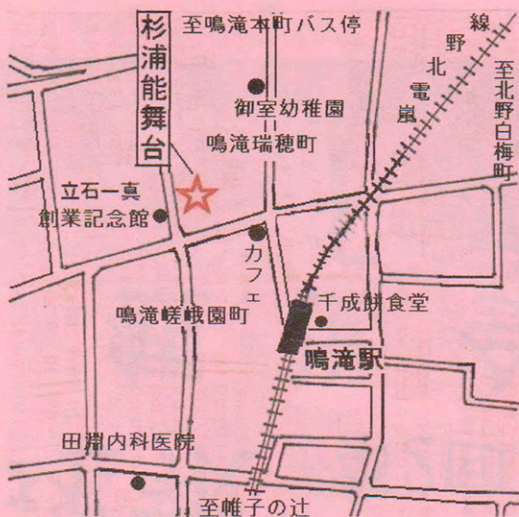 至鳴滝本町バス停
杉浦能舞台
御室幼稚園
鳴滝瑞穂町
嵐電北野線
至北野白梅町
立石一真
創業記念館
カフェ
千成餅食堂
鳴滝嵯峨園町
鳴滝駅
田淵内科医院
至帷子の辻